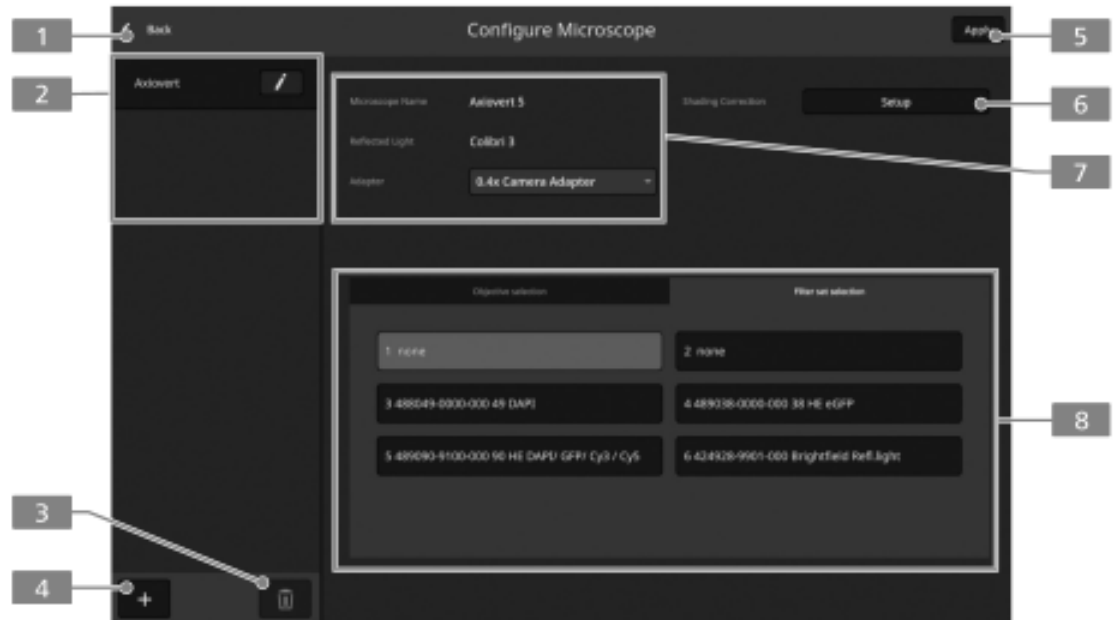 1
Back
Configure Microscope
Apply
5
2
Axiovert
Microscope Name
Axiovert 5
Shading Correction
Setup
6
Reflected Light
Colibri 3
7
Adapter
0.4x Camera Adapter
Objective selection
Filter set selection
1 none
2 none
3 488049-0000-000 49 DAPI
4 489038-0000-000 38 HE eGFP
8
5 489090-9100-000 90 HE DAPI/ GFP/ Cy3 / Cy5
6 424928-9901-000 Brightfield Refl.light
3
4
+